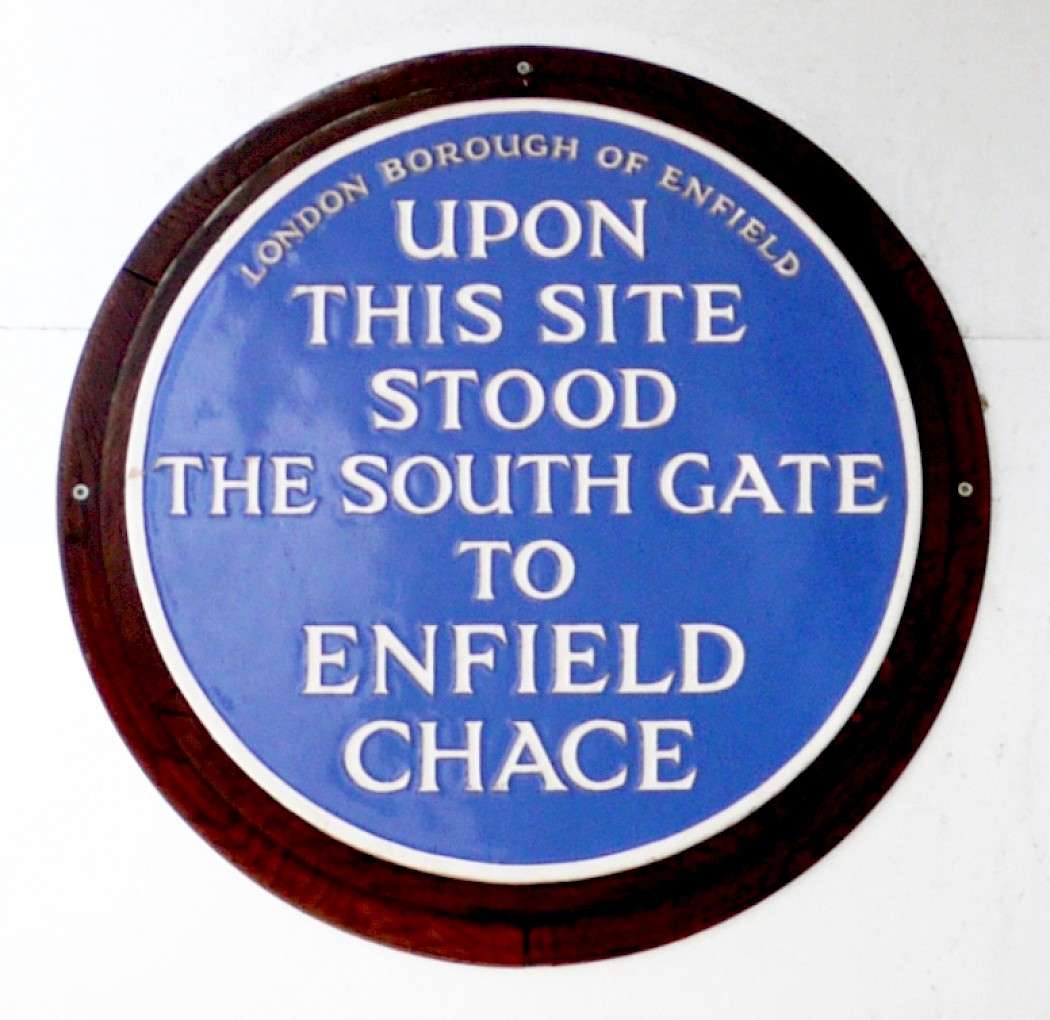 LONDON BOROUGH OF ENFIELD
UPON
THIS SITE
STOOD
THE SOUTH GATE
TO
ENFIELD
CHACE